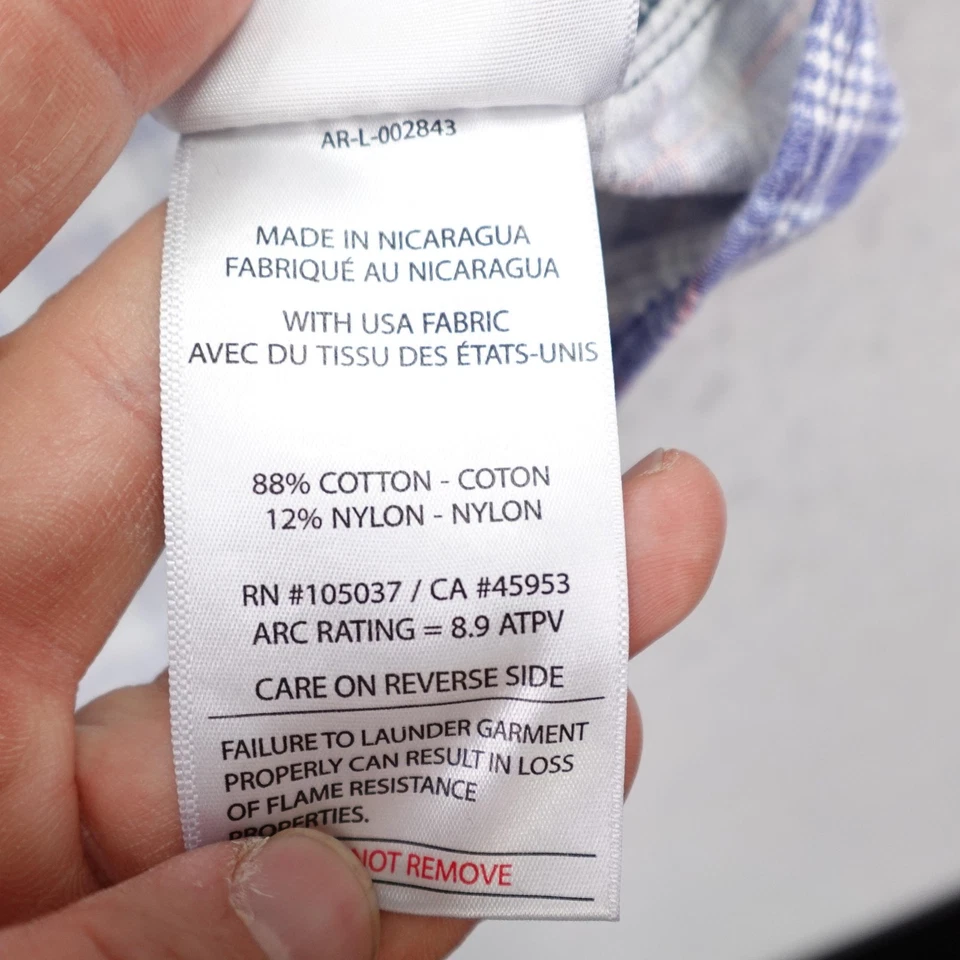 AR-L-002843
MADE IN NICARAGUA
FABRIQUÉ AU NICARAGUA
WITH USA FABRIC
AVEC DU TISSU DES ÉTATS-UNIS
88% COTTON - COTON
12% NYLON - NYLON
RN #105037 / CA #45953
ARC RATING = 8.9 ATPV
CARE ON REVERSE SIDE
FAILURE TO LAUNDER GARMENT
PROPERLY CAN RESULT IN LOSS
OF FLAME RESISTANCE
PROPERTIES.
NOT REMOVE